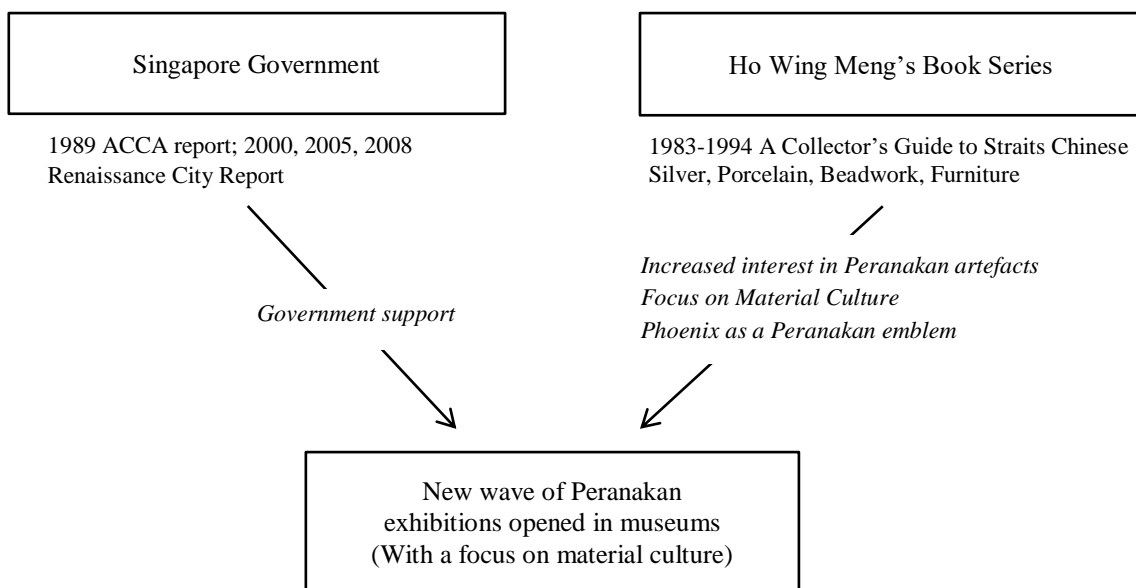 Singapore Government
Ho Wing Meng’s Book Series
1989 ACCA report; 2000, 2005, 2008
Renaissance City Report
1983-1994 A Collector’s Guide to Straits Chinese
Silver, Porcelain, Beadwork, Furniture
Government support
Increased interest in Peranakan artefacts
Focus on Material Culture
Phoenix as a Peranakan emblem
New wave of Peranakan
exhibitions opened in museums
(With a focus on material culture)